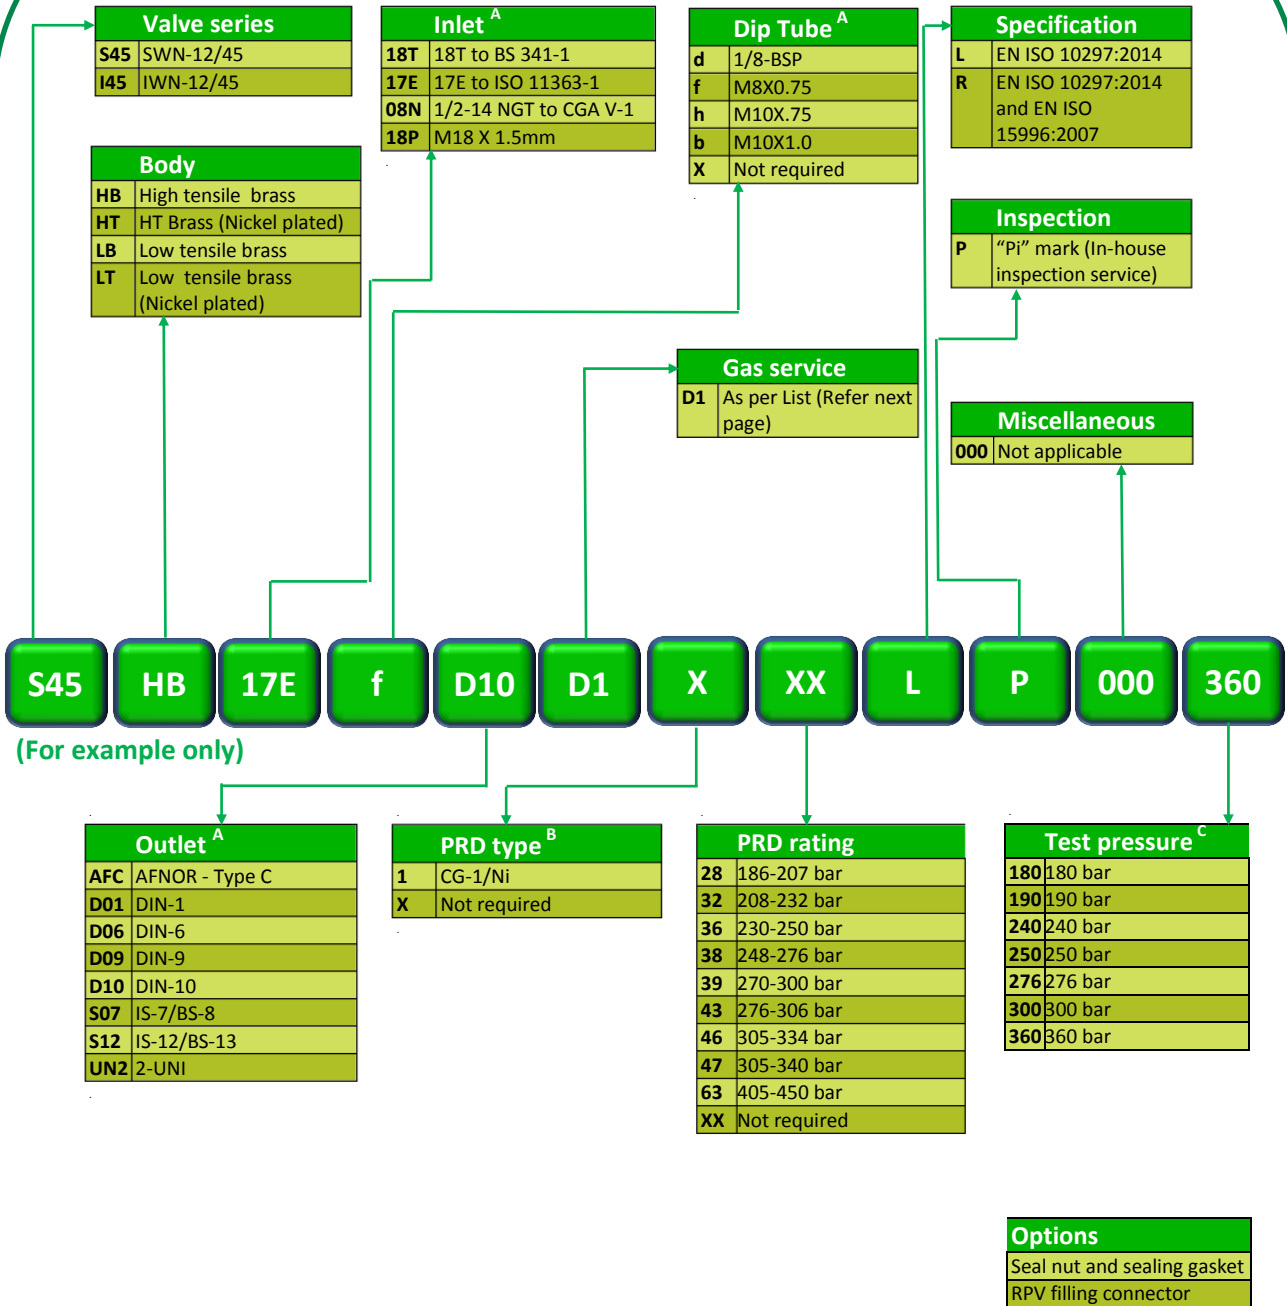 Valve series
S45 SWN-12/45
I45 IWN-12/45
Inlet A
18T 18T to BS 341-1
17E 17E to ISO 11363-1
08N 1/2-14 NGT to CGA V-1
18P M18 X 1.5mm
Dip Tube A
d 1/8-BSP
f M8X0.75
h M10X.75
b M10X1.0
X Not required
Specification
L EN ISO 10297:2014
R EN ISO 10297:2014
and EN ISO
15996:2007
Body
HB High tensile brass
HT HT Brass (Nickel plated)
LB Low tensile brass
LT Low tensile brass
(Nickel plated)
Inspection
P “Pi” mark (In-house
inspection service)
Gas service
D1 As per List (Refer next
page)
Miscellaneous
000 Not applicable
S45 HB 17E f D10 D1 X XX L P 000 360
(For example only)
Outlet A
AFC AFNOR - Type C
D01 DIN-1
D06 DIN-6
D09 DIN-9
D10 DIN-10
S07 IS-7/BS-8
S12 IS-12/BS-13
UN2 2-UNI
PRD type B
1 CG-1/Ni
X Not required
PRD rating
28 186-207 bar
32 208-232 bar
36 230-250 bar
38 248-276 bar
39 270-300 bar
43 276-306 bar
46 305-334 bar
47 305-340 bar
63 405-450 bar
XX Not required
Test pressure C
180 180 bar
190 190 bar
240 240 bar
250 250 bar
276 276 bar
300 300 bar
360 360 bar
Options
Seal nut and sealing gasket
RPV filling connector